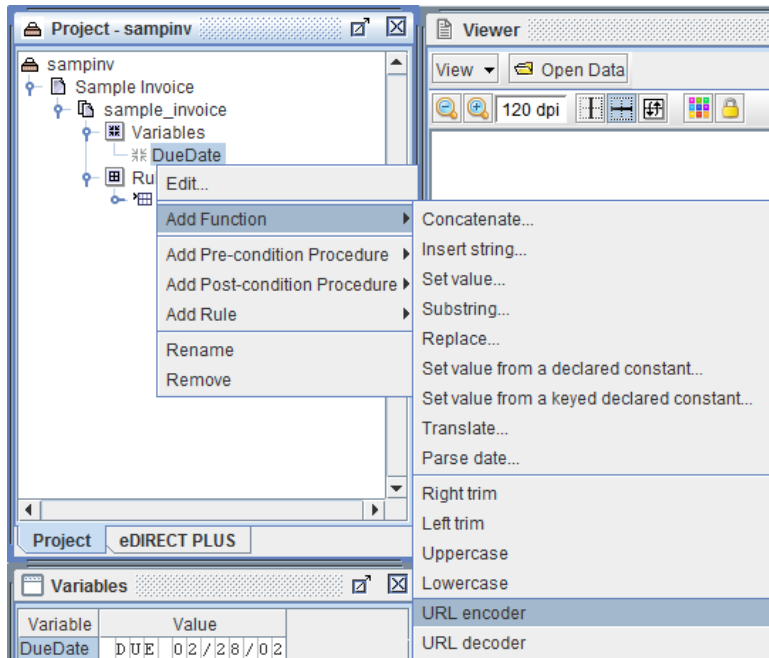 Project - sampinv
sampinv
Sample Invoice
sample_invoice
Variables
DueDate
Ru
Edit...
Add Function
Add Pre-condition Procedure
Add Post-condition Procedure
Add Rule
Rename
Remove
Project
eDIRECT PLUS
Viewer
View
Open Data
120 dpi
Concatenate...
Insert string...
Set value...
Substring...
Replace...
Set value from a declared constant...
Set value from a keyed declared constant...
Translate...
Parse date...
Right trim
Left trim
Uppercase
Lowercase
URL encoder
URL decoder
Variables
Variable Value
DueDate DUE 02/28/02